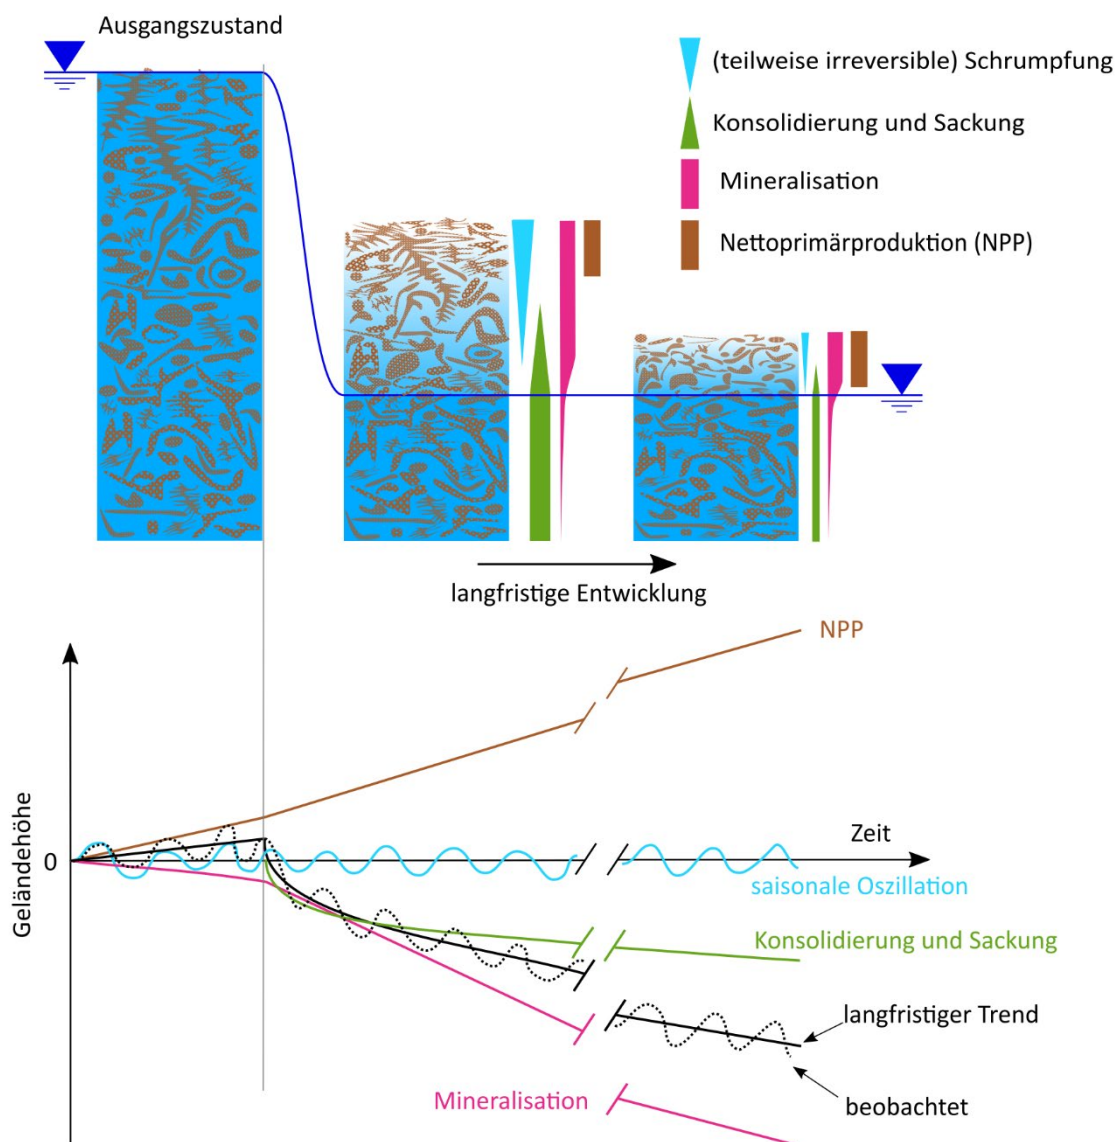 Ausgangszustand
(teilweise irreversible) Schrumpfung
Konsolidierung und Sackung
Mineralisation
Nettoprimärproduktion (NPP)
langfristige Entwicklung
NPP
Geländehöhe
0
Zeit
saisonale Oszillation
Konsolidierung und Sackung
langfristiger Trend
Mineralisation
beobachtet